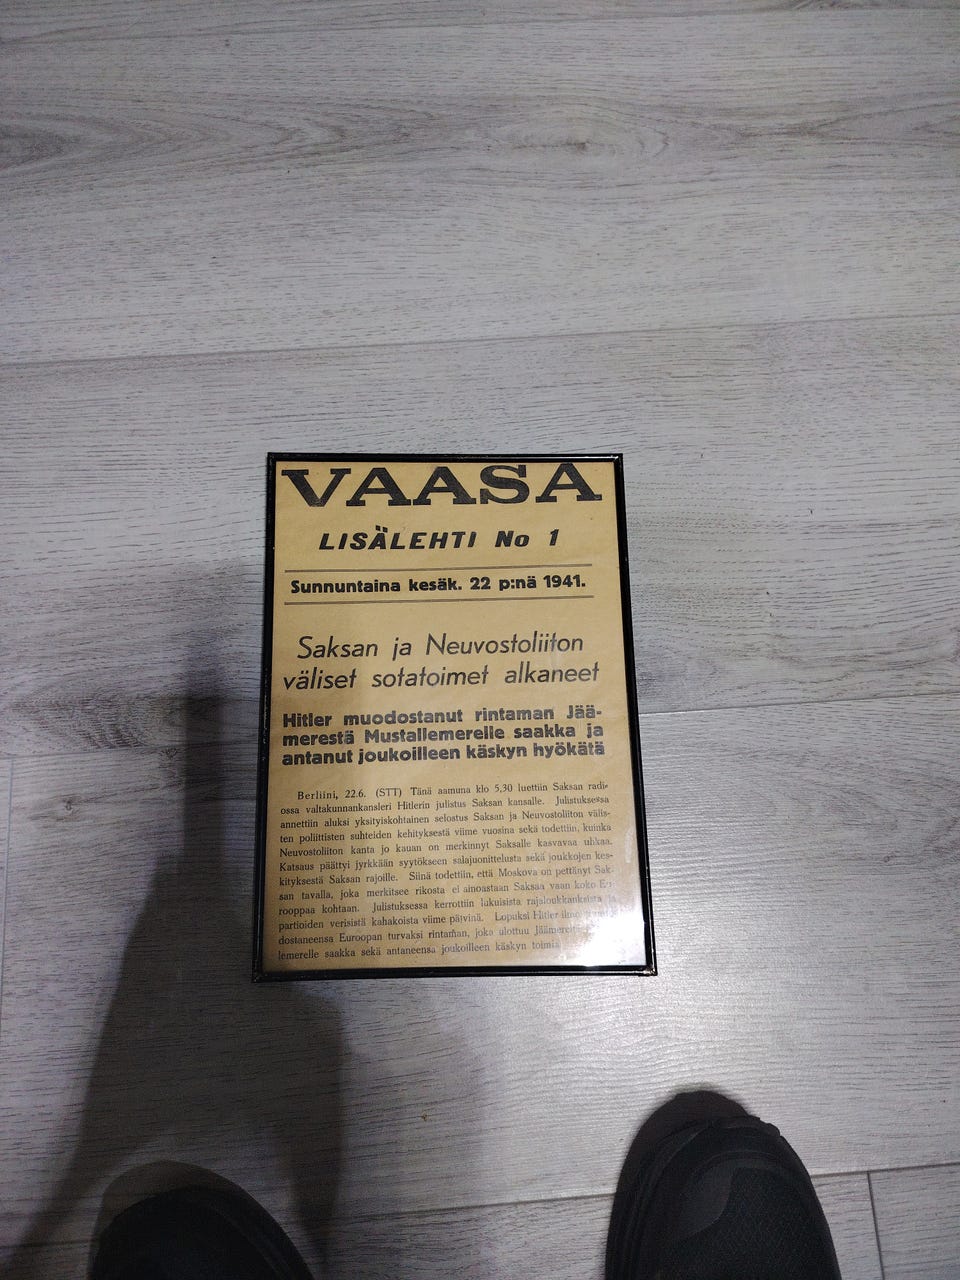 VAASA
LISÄLEHTI No 1
Sunnuntaina kesäk. 22 p:nä 1941.
Saksan ja Neuvostoliiton
väliset sotatoimet alkaneet
Hitler muodostanut rintaman Jää-
merestä Mustallemerelle saakka ja
antanut joukoilleen käskyn hyökätä
Berliini, 22.6. (STT) Tänä aamuna klo 5,30 luettiin Saksan radi-
ossa valtakunnankansleri Hitlerin julistus Saksan kansalle. Julistuksessa
annettiin aluksi yksityiskohtainen selostus Saksan ja Neuvostoliiton välis-
ten poliittisten suhteiden kehityksestä viime vuosina sekä todettiin, kuinka
Neuvostoliiton kanta jo kauan on merkinnyt Saksalle kasvavaa uhkaa.
Katsaus päättyi jyrkkään syytökseen salajuonittelusta sekä joukkojen kes-
kityksestä Saksan rajoille. Siinä todettiin, että Moskova on pettänyt Sak-
san tavalla, joka merkitsee rikosta ei ainoastaan Saksaa vaan koko Eu-
rooppaa kohtaan. Julistuksessa kerrottiin lukuisista rajaloukkauksista ja
partioiden verisistä kahakoista viime päivinä. Lopuksi Hitler
dostaneensa Euroopan turvaksi rintaman, joka ulottuu Jäämereltä
lemerelle saakka sekä antaneensa joukoilleen käskyn